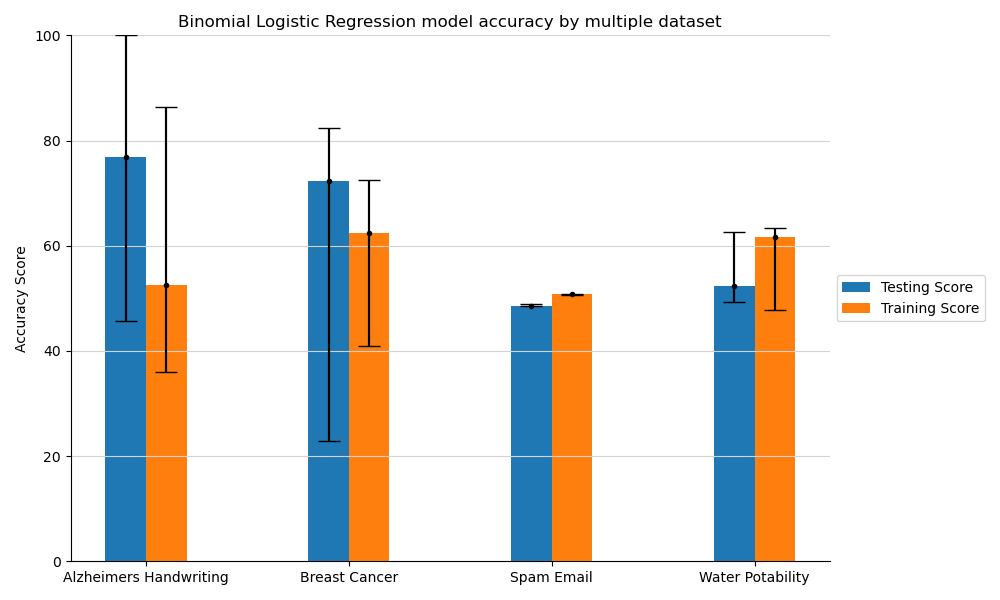 Binomial Logistic Regression model accuracy by multiple dataset
100
80
60
40
20
0
Accuracy Score
Alzheimers Handwriting
Breast Cancer
Spam Email
Water Potability
Testing Score
Training Score